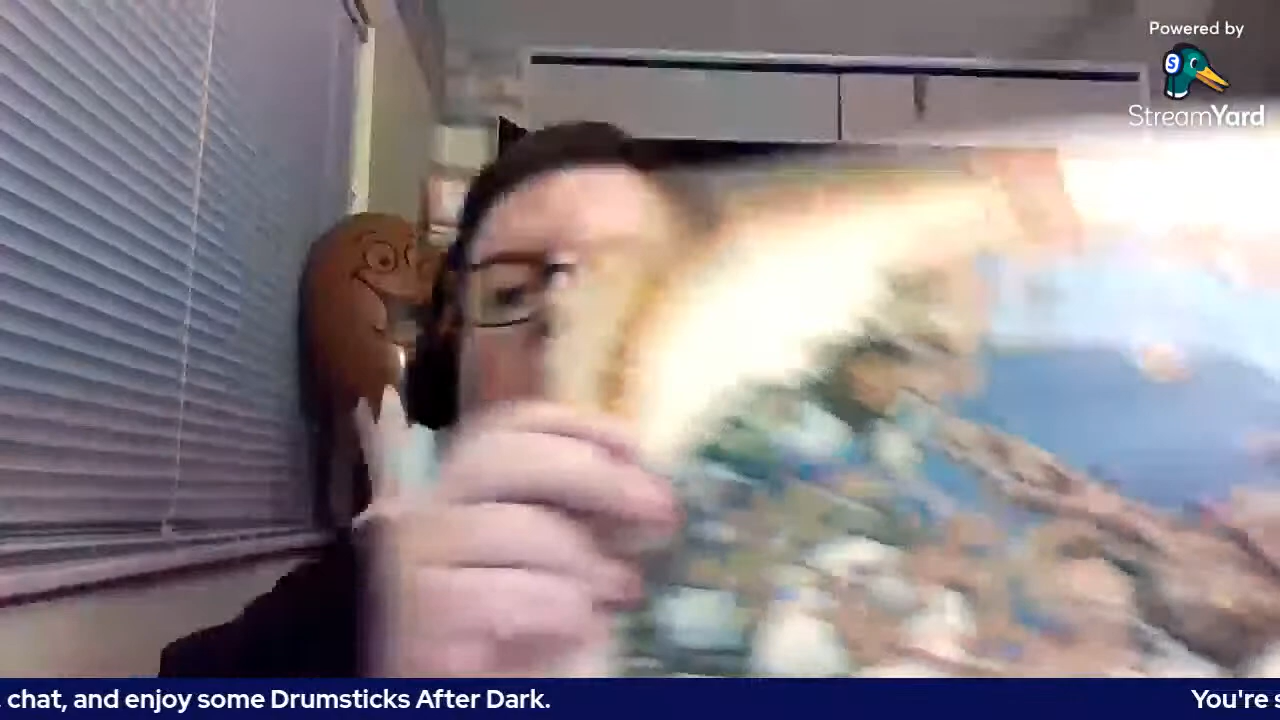 Powered by
StreamYard
chat, and enjoy some Drumsticks After Dark.
You're